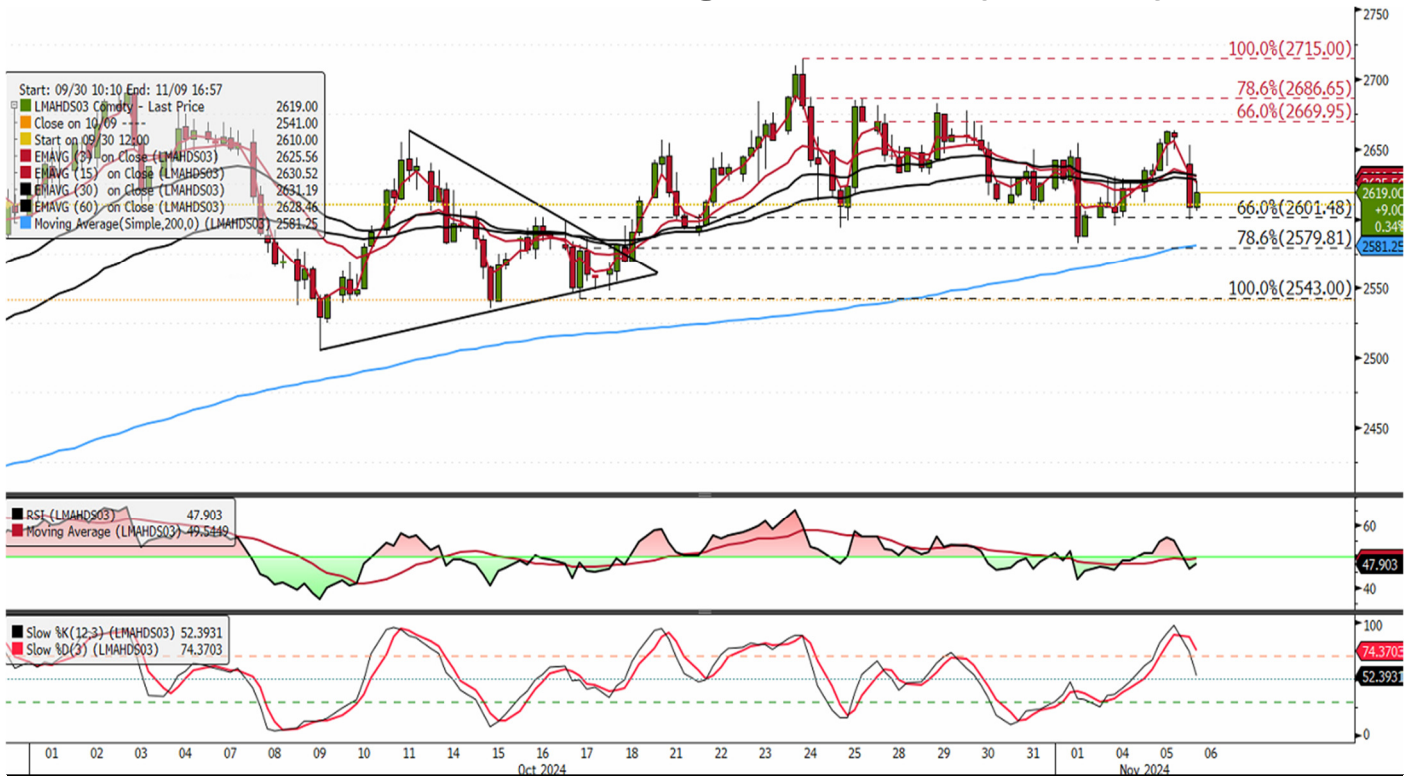 2750
100.0%(2715.00)
2700
78.6%(2686.65)
66.0%(2669.95)
2650
2619.00
+9.0
0.34%
66.0%(2601.48)
78.6%(2579.81)
2581.25
2550
100.0%(2543.00)
2500
2450
Start: 09/30 10:10 End: 11/09 16:57
LMAHDS03 Comdty - Last Price 2619.00
Close on 10/09 ---- 2541.00
Start on 09/30 12:00 2610.00
EMAVG (3) on Close (LMAHDS03) 2625.56
EMAVG (15) on Close (LMAHDS03) 2630.52
EMAVG (30) on Close (LMAHDS03) 2631.19
EMAVG (60) on Close (LMAHDS03) 2628.46
Moving Average(Simple,200,0) (LMAHDS03) 2581.25
RSI (LMAHDS03) 47.903
Moving Average (LMAHDS03) 49.5449
60
47.903
40
Slow %K(12,3) (LMAHDS03) 52.3931
Slow %D(3) (LMAHDS03) 74.3703
100
74.3703
52.3931
0
01 02 03 04 07 08 09 10 11 14 15 16 17 18 21 22 23 24 25 28 29 30 31 01 04 05 06
Oct 2024 Nov 2024